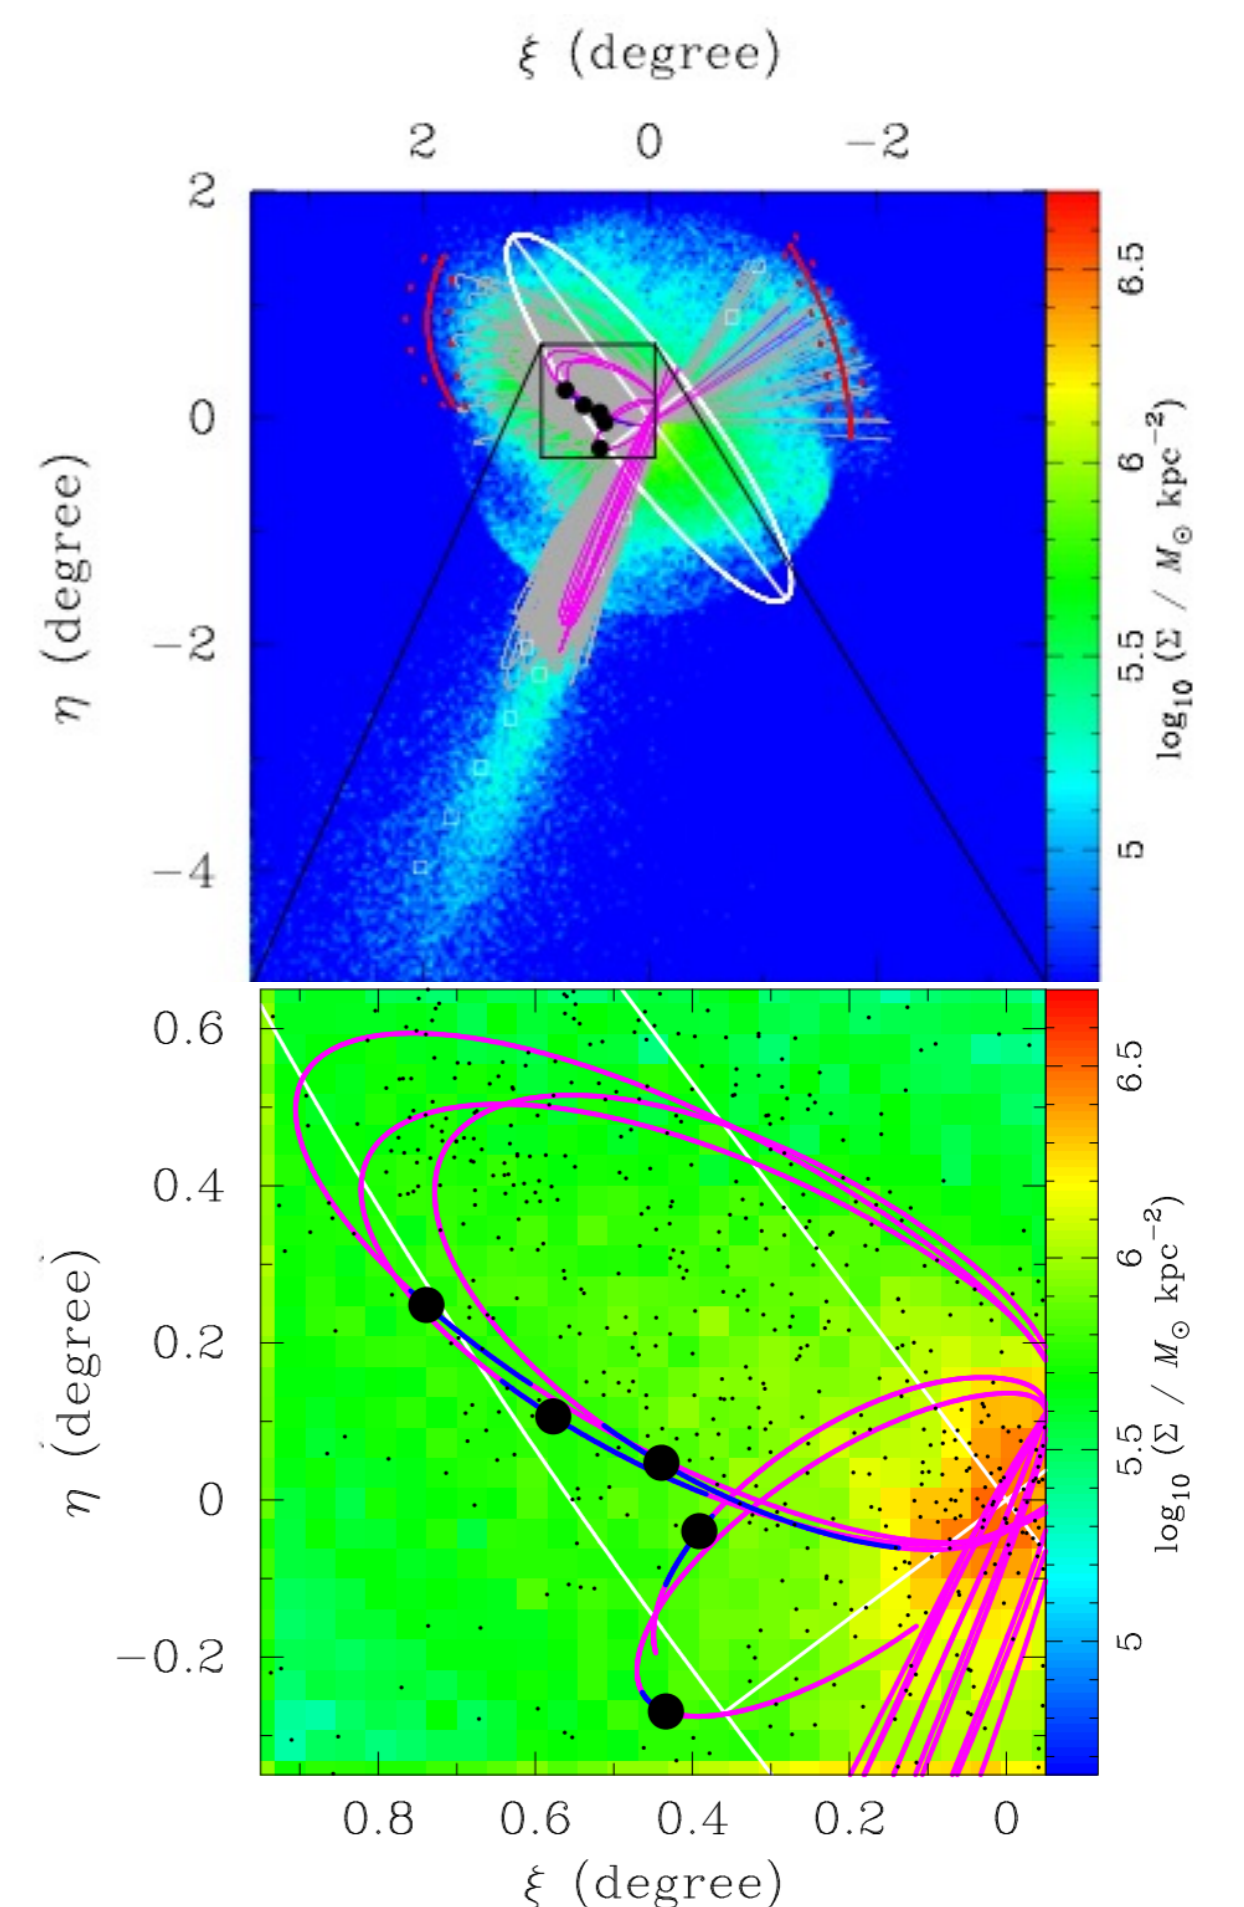 ξ (degree)
2 0 −2
2
0
−2
−4
η (degree)
6.5
6
5.5
5
log₁₀ (Σ / M⊙ kpc⁻²)
0.6
0.4
0.2
0
−0.2
η (degree)
6.5
6
5.5
5
log₁₀ (Σ / M⊙ kpc⁻²)
0.8 0.6 0.4 0.2 0
ξ (degree)